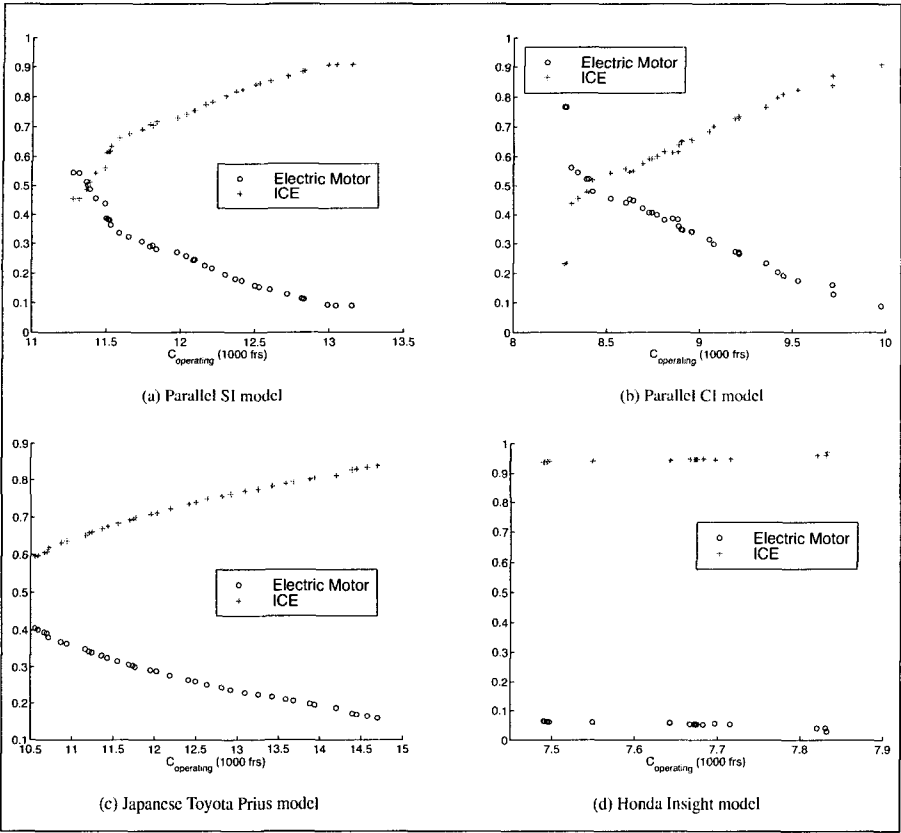 1
0.9
0.8
0.7
0.6
0.5
0.4
0.3
0.2
0.1
0
11 11.5 12 12.5 13 13.5
C_operating (1000 frs)
Electric Motor
ICE
(a) Parallel SI model
1
0.9
0.8
0.7
0.6
0.5
0.4
0.3
0.2
0.1
0
8 8.5 9 9.5 10
C_operating (1000 frs)
Electric Motor
ICE
(b) Parallel CI model
0.9
0.8
0.7
0.6
0.5
0.4
0.3
0.2
0.1
10.5 11 11.5 12 12.5 13 13.5 14 14.5 15
C_operating (1000 frs)
Electric Motor
ICE
(c) Japanese Toyota Prius model
1
0.9
0.8
0.7
0.6
0.5
0.4
0.3
0.2
0.1
0
7.5 7.6 7.7 7.8 7.9
C_operating (1000 frs)
Electric Motor
ICE
(d) Honda Insight model